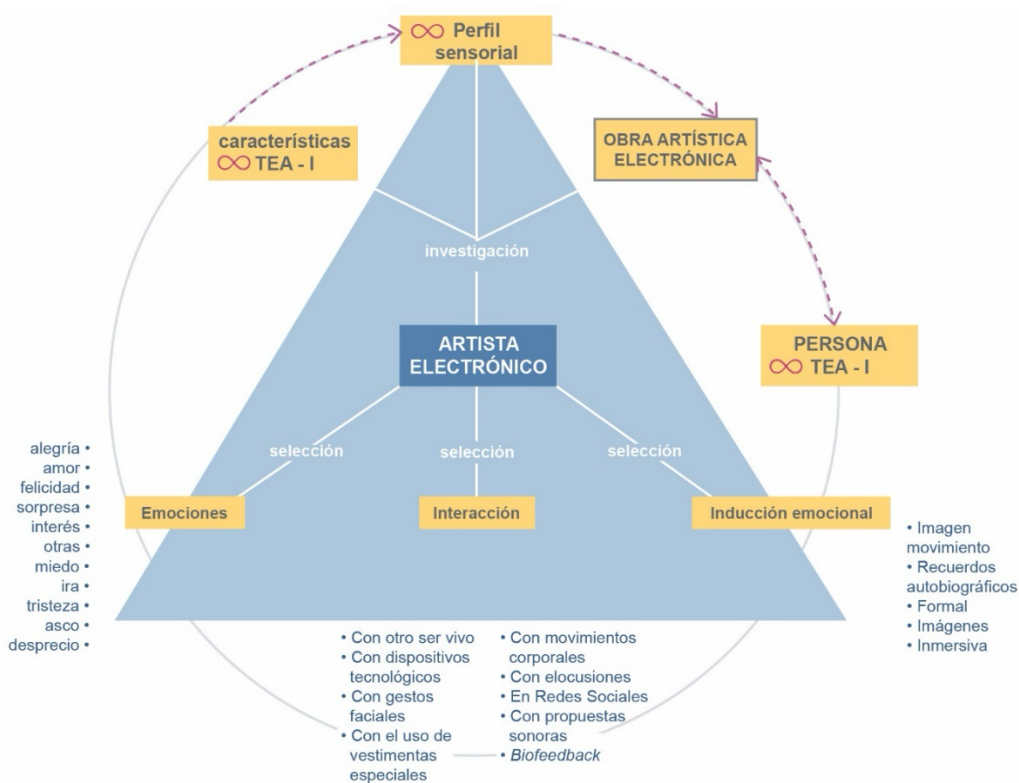 Perfil
sensorial
características
TEA - I
OBRA ARTÍSTICA
ELECTRÓNICA
investigación
ARTISTA
ELECTRÓNICO
PERSONA
TEA - I
selección
selección
selección
Emociones
Interacción
Inducción emocional
alegría •
amor •
felicidad •
sorpresa •
interés •
otras •
miedo •
ira •
tristeza •
asco •
desprecio •
• Con otro ser vivo
• Con dispositivos
tecnológicos
• Con gestos
faciales
• Con el uso de
vestimentas
especiales
• Con movimientos
corporales
• Con elocusiones
• En Redes Sociales
• Con propuestas
sonoras
• Biofeedback
• Imagen
movimiento
• Recuerdos
autobiográficos
• Formal
• Imágenes
• Inmersiva